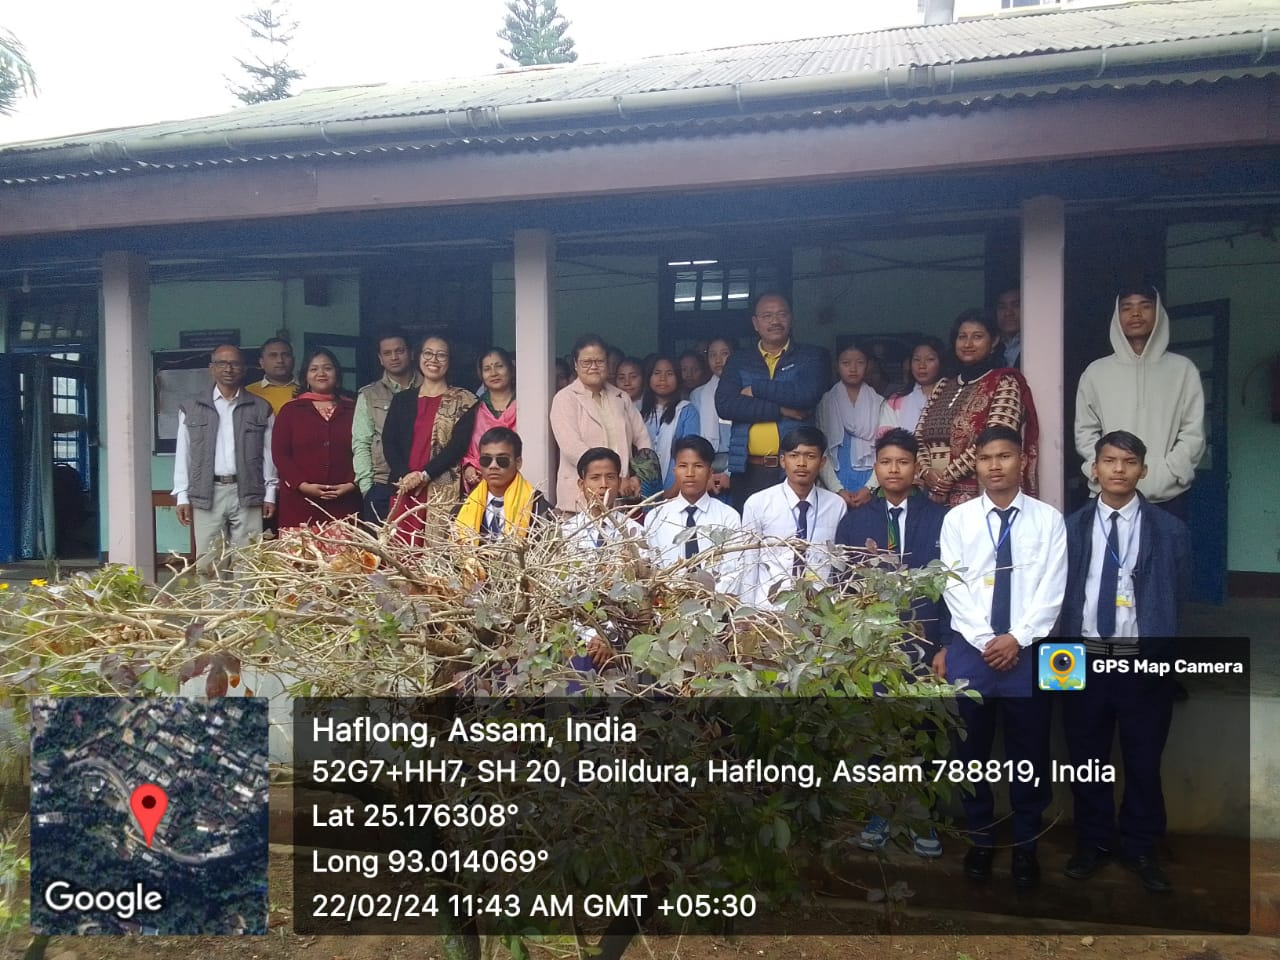 GPS Map Camera
Haflong, Assam, India
52G7+HH7, SH 20, Boildura, Haflong, Assam 788819, India
Lat 25.176308°
Long 93.014069°
22/02/24 11:43 AM GMT +05:30
Google